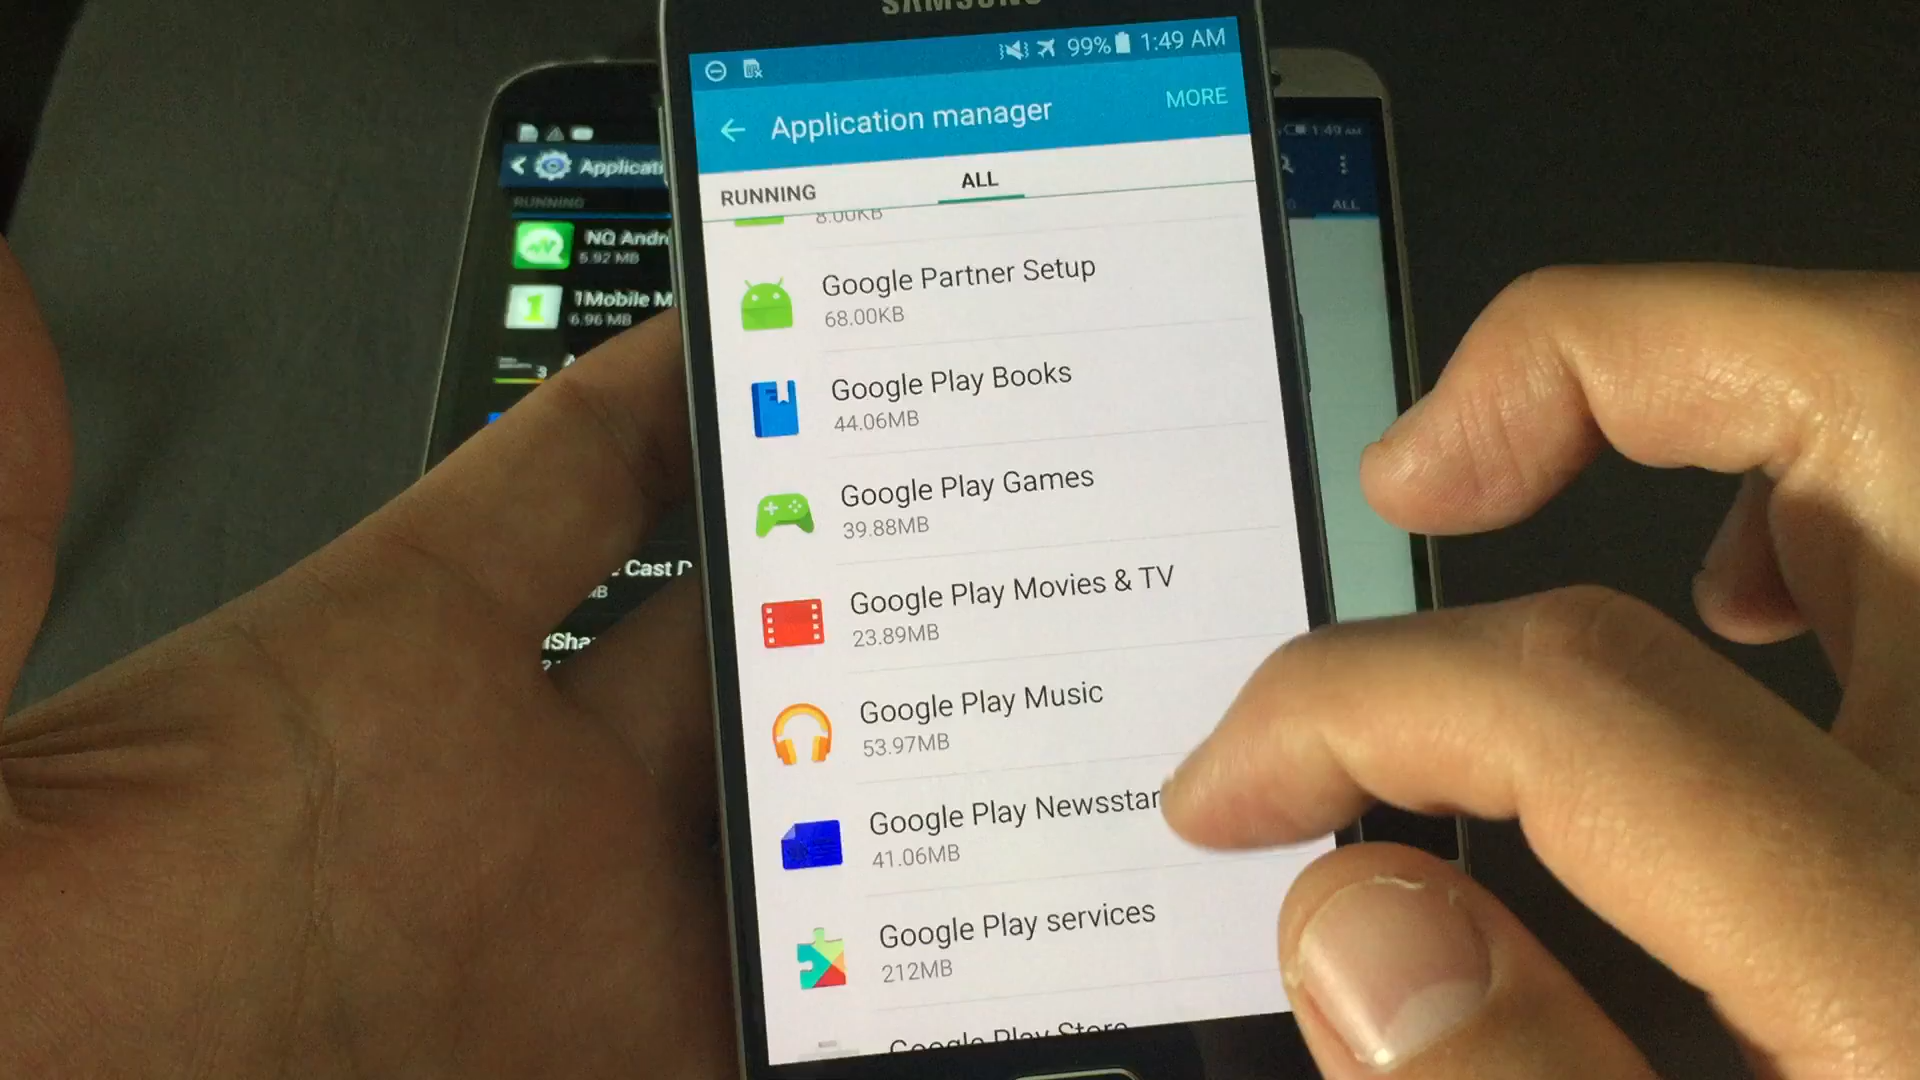 SAMSUNG
99% 1:49 AM
Application manager
MORE
RUNNING
ALL
8.00KB
Google Partner Setup
68.00KB
Google Play Books
44.06MB
Google Play Games
39.88MB
Google Play Movies & TV
23.89MB
Google Play Music
53.97MB
Google Play Newsstan
41.06MB
Google Play services
212MB
Google Play Store
Applicati
RUNNING
NQ Andr
5.92 MB
1Mobile M
6.96 MB
Cast
1:49 AM
ALL